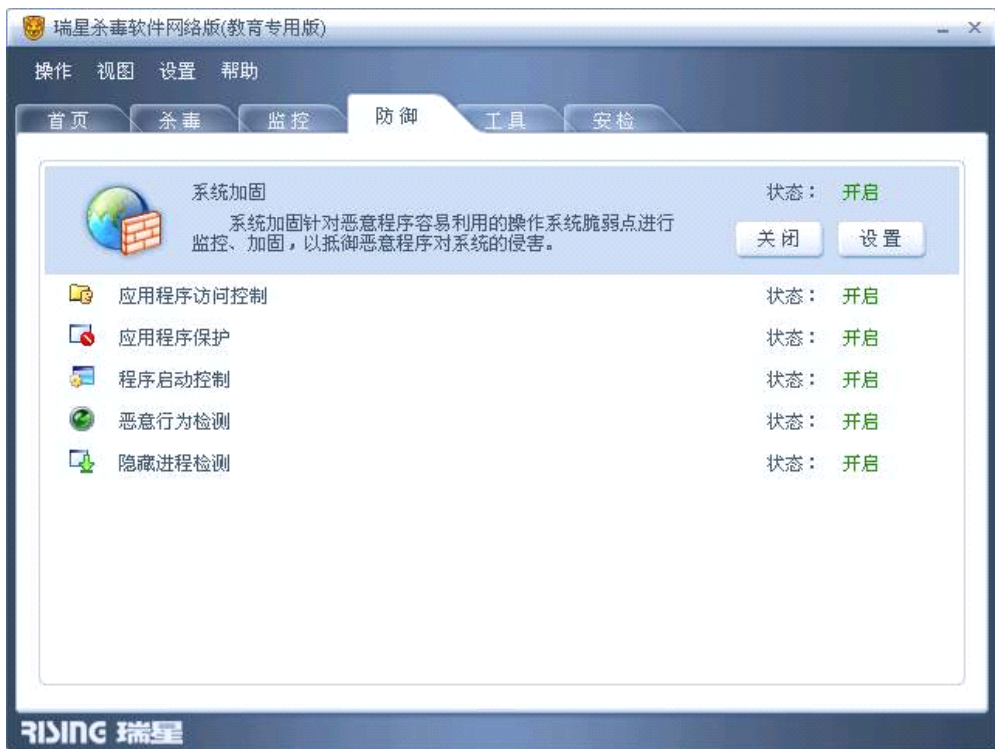 瑞星杀毒软件网络版(教育专用版)
操作 视图 设置 帮助
首页 杀毒 监控 防御 工具 安检
系统加固 状态： 开启
系统加固针对恶意程序容易利用的操作系统脆弱点进行
监控、加固，以抵御恶意程序对系统的侵害。
关闭 设置
应用程序访问控制 状态： 开启
应用程序保护 状态： 开启
程序启动控制 状态： 开启
恶意行为检测 状态： 开启
隐藏进程检测 状态： 开启
RISING 瑞星